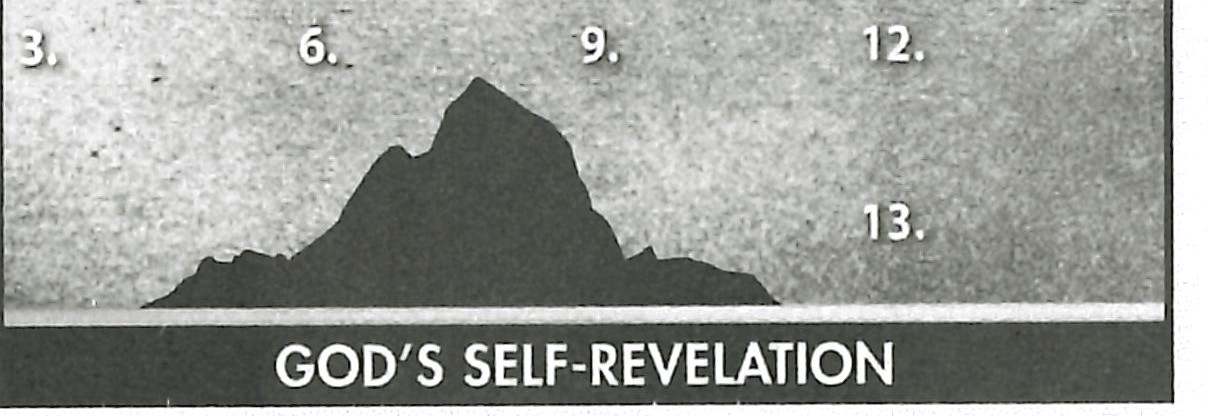 3. 6. 9. 12.
13.
GOD'S SELF-REVELATION